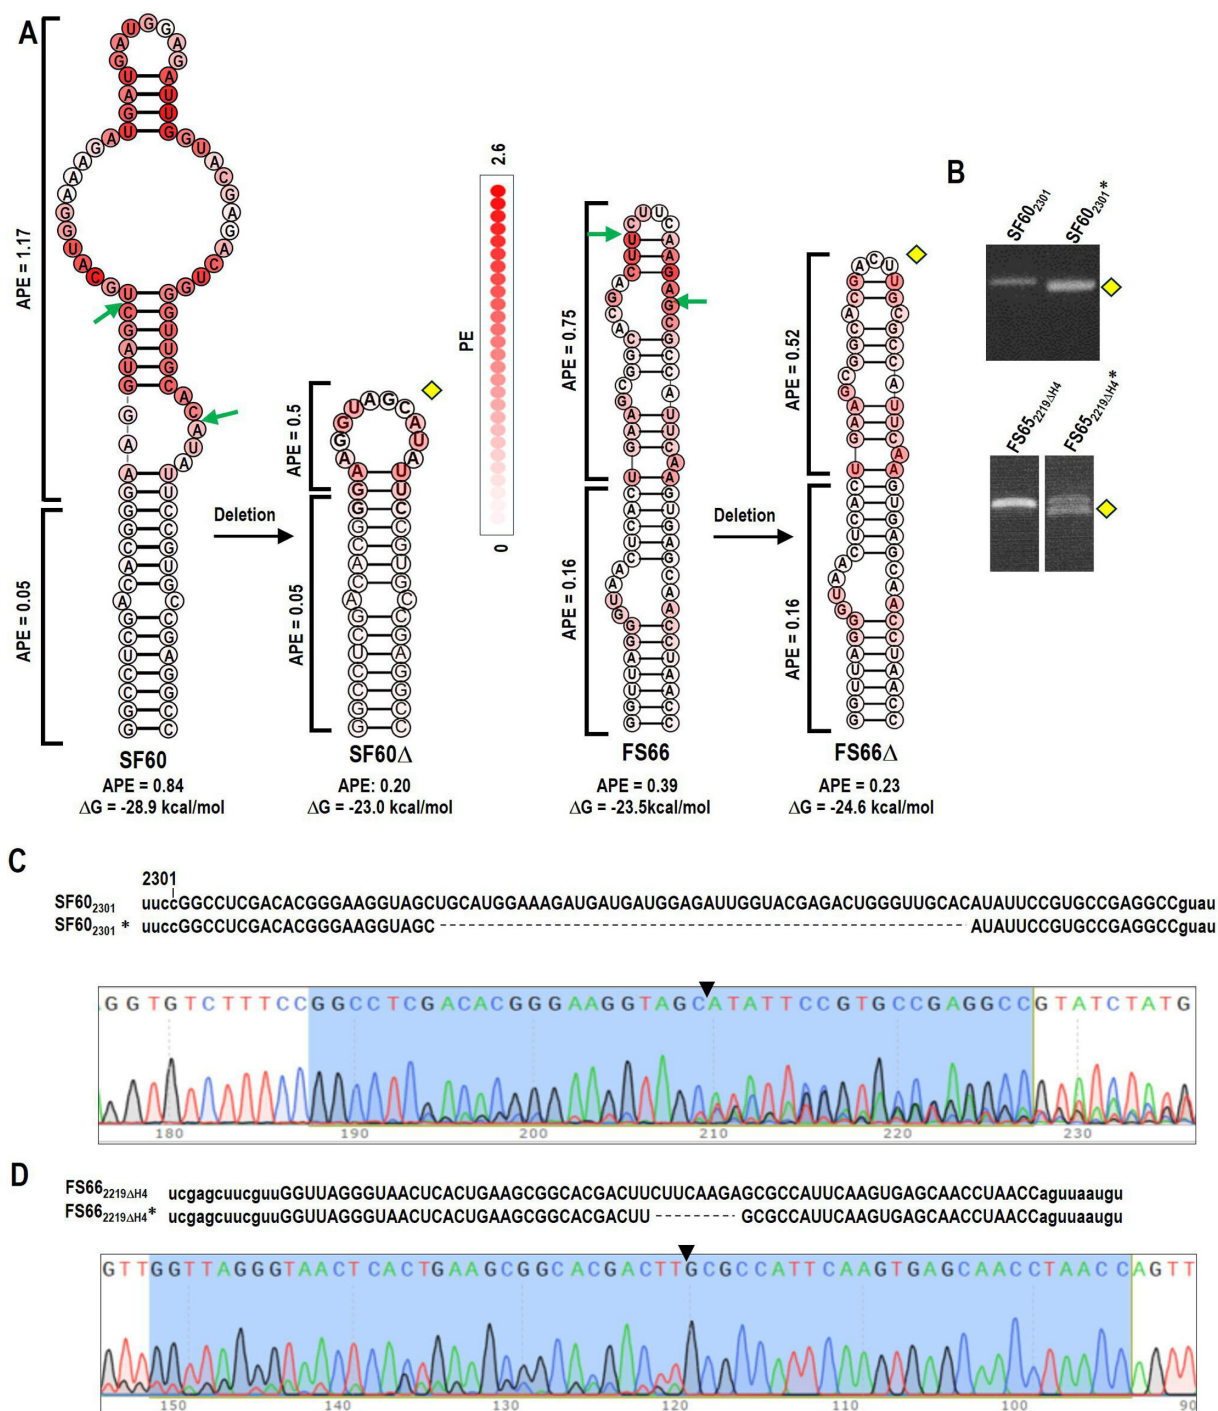 A
B
APE = 1.17
APE = 0.05
SF60
APE = 0.84
ΔG = -28.9 kcal/mol
Deletion
APE = 0.5
APE = 0.05
SF60Δ
APE: 0.20
ΔG = -23.0 kcal/mol
2.6
PE
0
APE = 0.75
APE = 0.16
FS66
APE = 0.39
ΔG = -23.5kcal/mol
Deletion
APE = 0.52
APE = 0.16
FS66Δ
APE = 0.23
ΔG = -24.6 kcal/mol
SF602301
SF602301*
FS652219ΔH4
FS652219ΔH4*
C
2301
SF602301 uuccGGCCUCGACACGGGAAGGUAGCUGCAUGGAAAGAUGAUGAUGGAGAUUGGUACGAGACUGGGUUGCACAUAUUCCGUGCCGAGGCCguau
SF602301 * uuccGGCCUCGACACGGGAAGGUAGC------------------------------------------AUAUUCCGUGCCGAGGCCguau
GGTGTCTTTCCGGCCTCGACACGGGAAGGTAGCATATTCCGTGCCGAGGCCGTATCTATG
180 190 200 210 220 230
D
FS662219ΔH4 ucgagcuucguuGGUUAGGGUAACUCACUGAAGCGGCACGACUUCUUCAAGAGCGCCAUUCAAGUGAGCAACCUAACCaguuaaugu
FS662219ΔH4* ucgagcuucguuGGUUAGGGUAACUCACUGAAGCGGCACGACUU--------GCGCCAUUCAAGUGAGCAACCUAACCaguuaaugu
GTTGGTTAGGGTAACTCACTGAAGCGGCACGACTTGCGCCATTCAAGTGAGCAACCTAACCAGTT
150 140 130 120 110 100 90